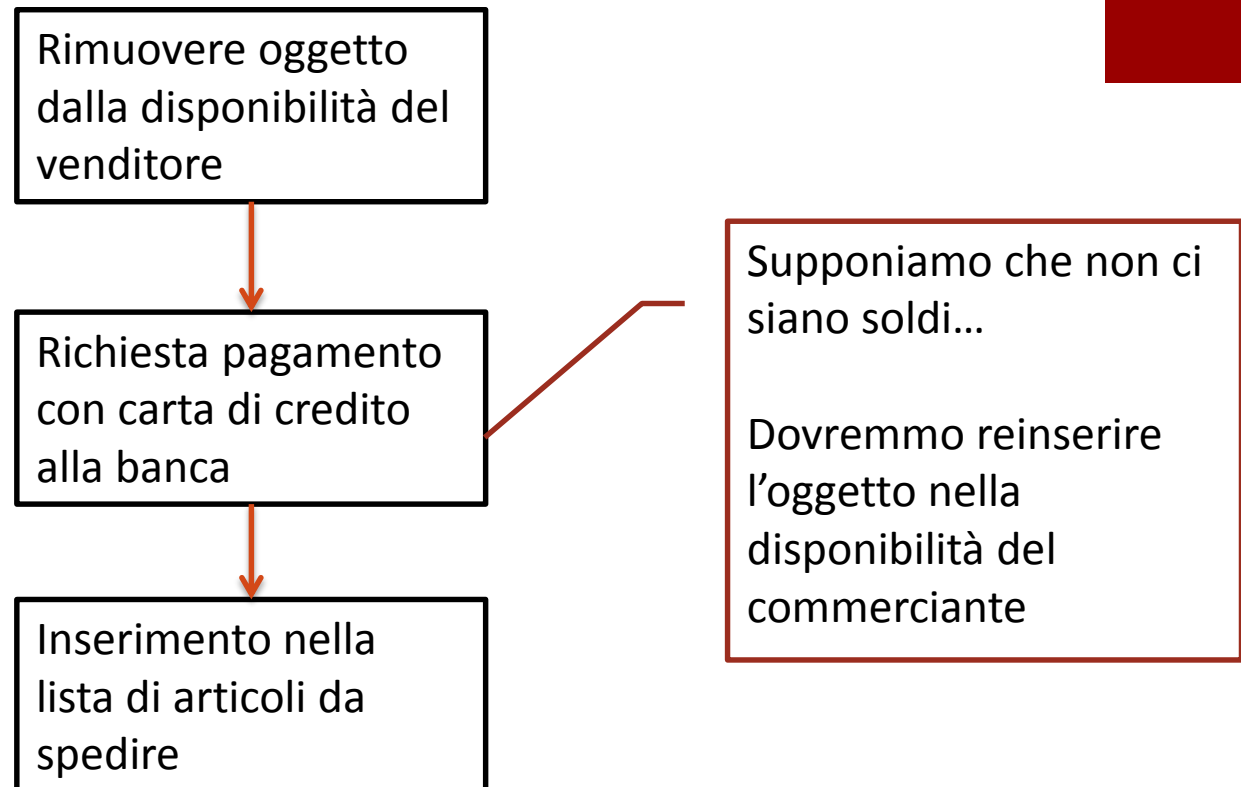 Rimuovere oggetto
dalla disponibilità del
venditore
Richiesta pagamento
con carta di credito
alla banca
Inserimento nella
lista di articoli da
spedire
Supponiamo che non ci
siano soldi…
Dovremmo reinserire
l’oggetto nella
disponibilità del
commerciante